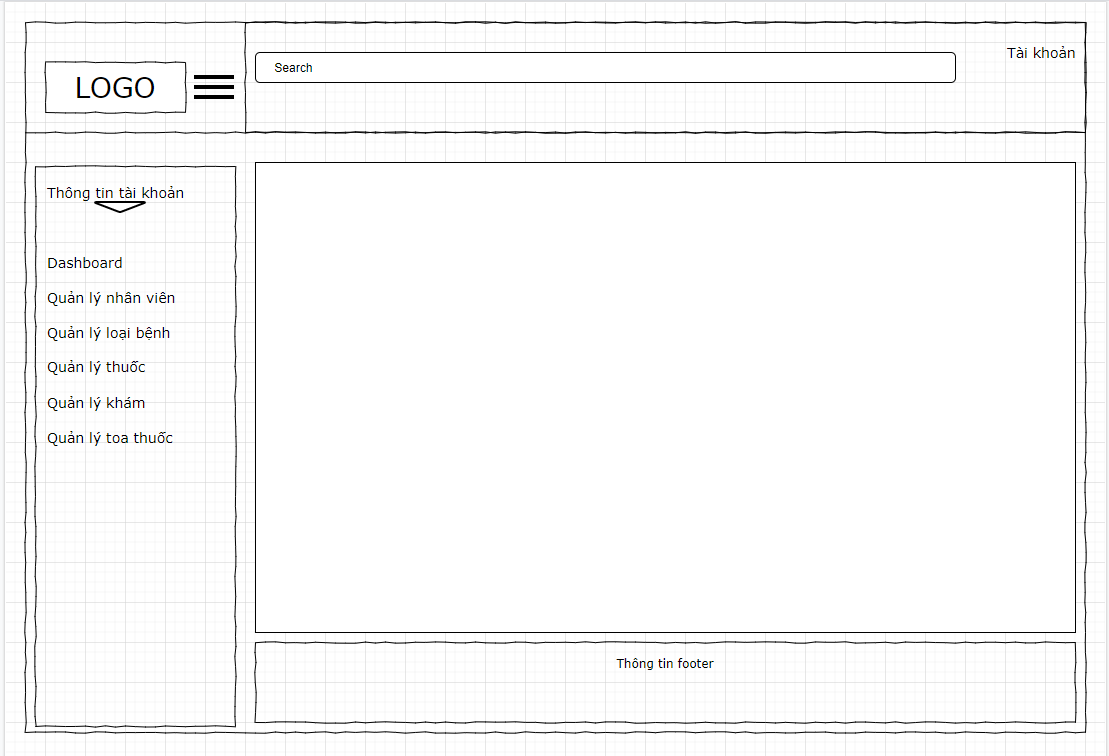 LOGO
Search
Tài khoản
Thông tin tài khoản
Dashboard
Quản lý nhân viên
Quản lý loại bệnh
Quản lý thuốc
Quản lý khám
Quản lý toa thuốc
Thông tin footer